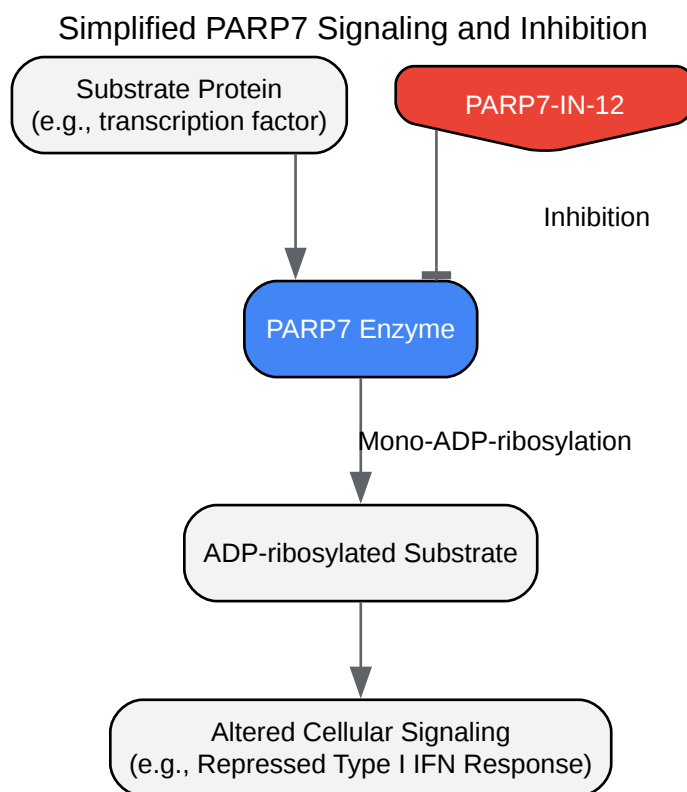 Simplified PARP7 Signaling and Inhibition
Substrate Protein
(e.g., transcription factor)
PARP7-IN-12
Inhibition
PARP7 Enzyme
Mono-ADP-ribosylation
ADP-ribosylated Substrate
Altered Cellular Signaling
(e.g., Repressed Type I IFN Response)